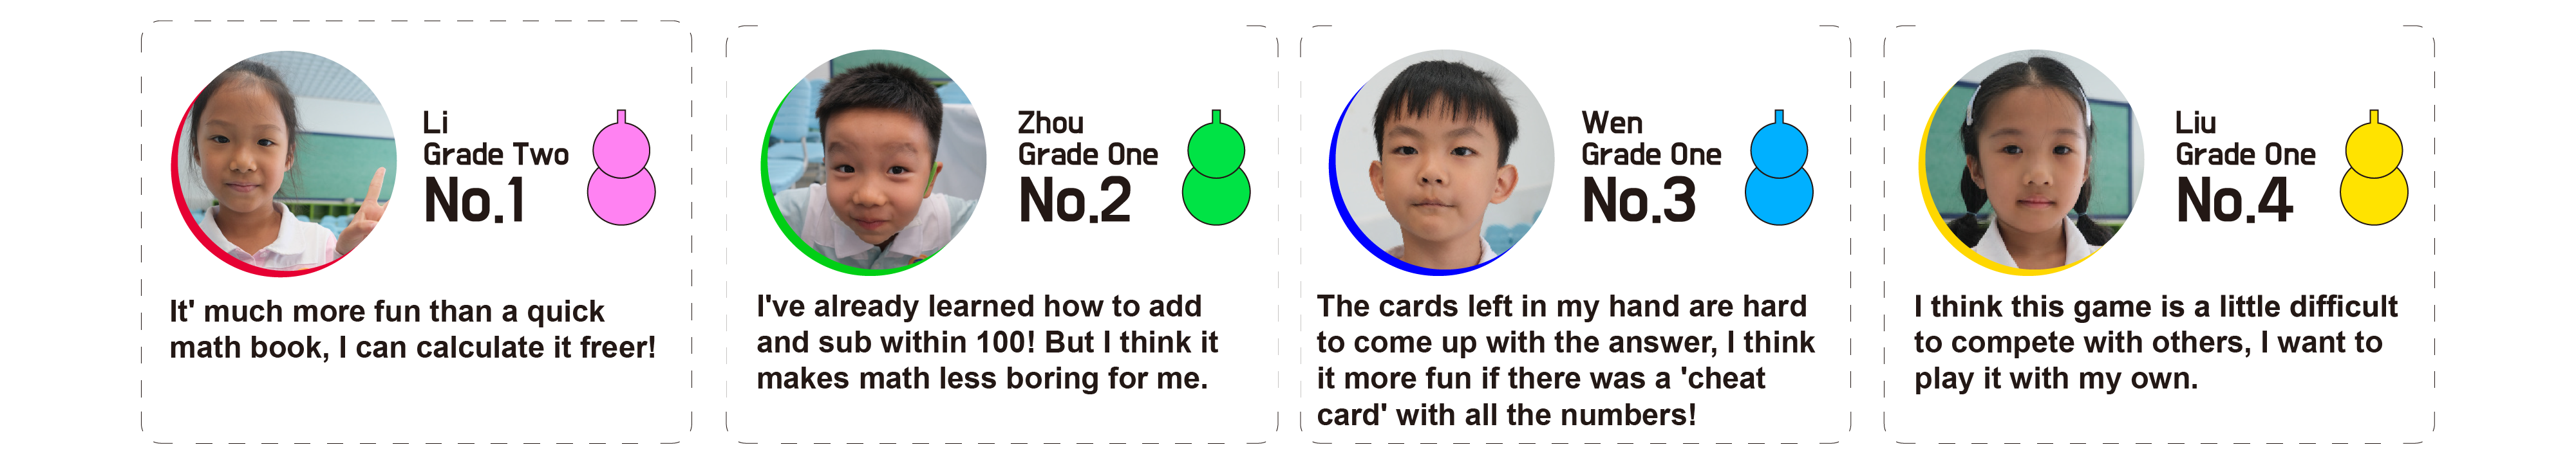 Li
Grade Two
No.1
It' much more fun than a quick
math book, I can calculate it freer!
Zhou
Grade One
No.2
I've already learned how to add
and sub within 100! But I think it
makes math less boring for me.
Wen
Grade One
No.3
The cards left in my hand are hard
to come up with the answer, I think
it more fun if there was a 'cheat
card' with all the numbers!
Liu
Grade One
No.4
I think this game is a little difficult
to compete with others, I want to
play it with my own.